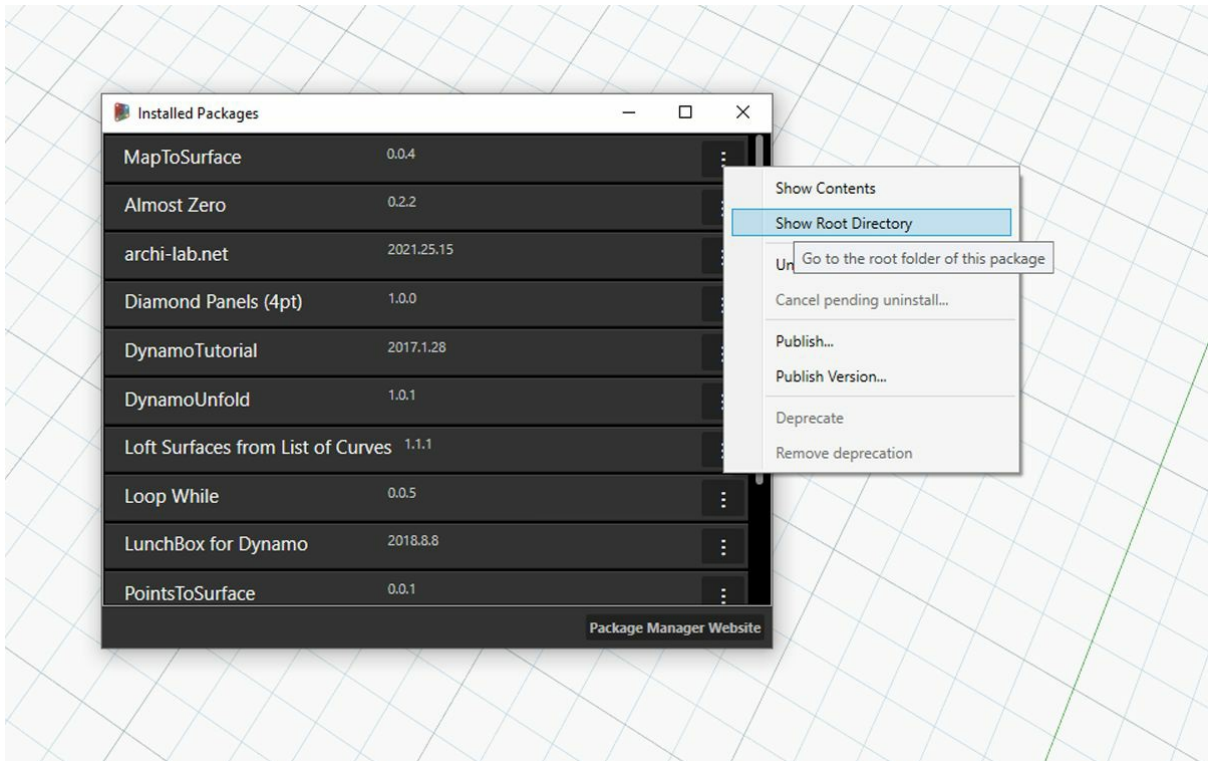 Installed Packages
MapToSurface 0.0.4
Almost Zero 0.2.2
archi-lab.net 2021.25.15
Diamond Panels (4pt) 1.0.0
DynamoTutorial 2017.1.28
DynamoUnfold 1.0.1
Loft Surfaces from List of Curves 1.1.1
Loop While 0.0.5
LunchBox for Dynamo 2018.8.8
PointsToSurface 0.0.1
Package Manager Website
Show Contents
Show Root Directory
Un
Go to the root folder of this package
Cancel pending uninstall...
Publish...
Publish Version...
Deprecate
Remove deprecation